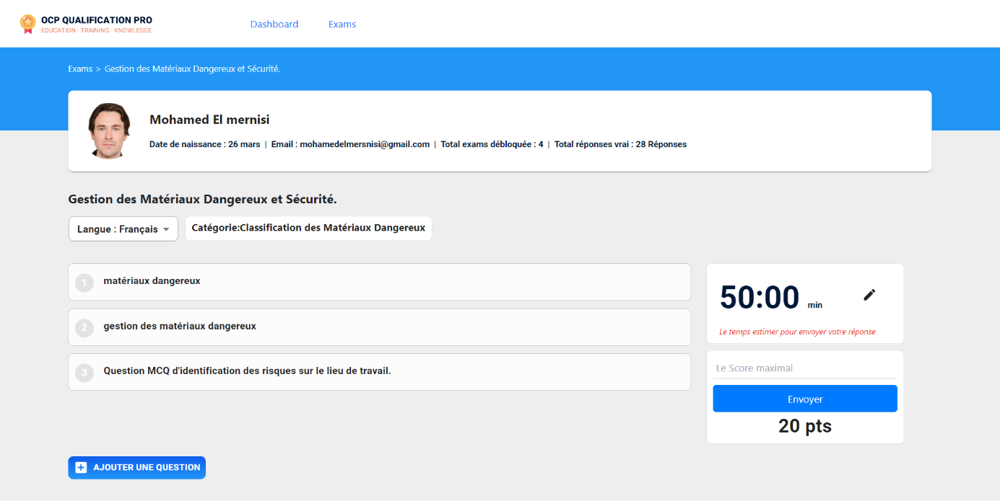 OCP QUALIFICATION PRO
EDUCATION - TRAINING - KNOWLEDGE
Dashboard Exams
Exams > Gestion des Matériaux Dangereux et Sécurité.
Mohamed El mernisi
Date de naissance : 26 mars | Email : mohamedelmersnisi@gmail.com | Total exams débloquée : 4 | Total réponses vrai : 28 Réponses
Gestion des Matériaux Dangereux et Sécurité.
Langue : Français Catégorie:Classification des Matériaux Dangereux
1 matériaux dangereux
2 gestion des matériaux dangereux
3 Question MCQ d'identification des risques sur le lieu de travail.
50:00 min
Le temps estimer pour envoyer votre réponse
Le Score maximal
Envoyer
20 pts
AJOUTER UNE QUESTION